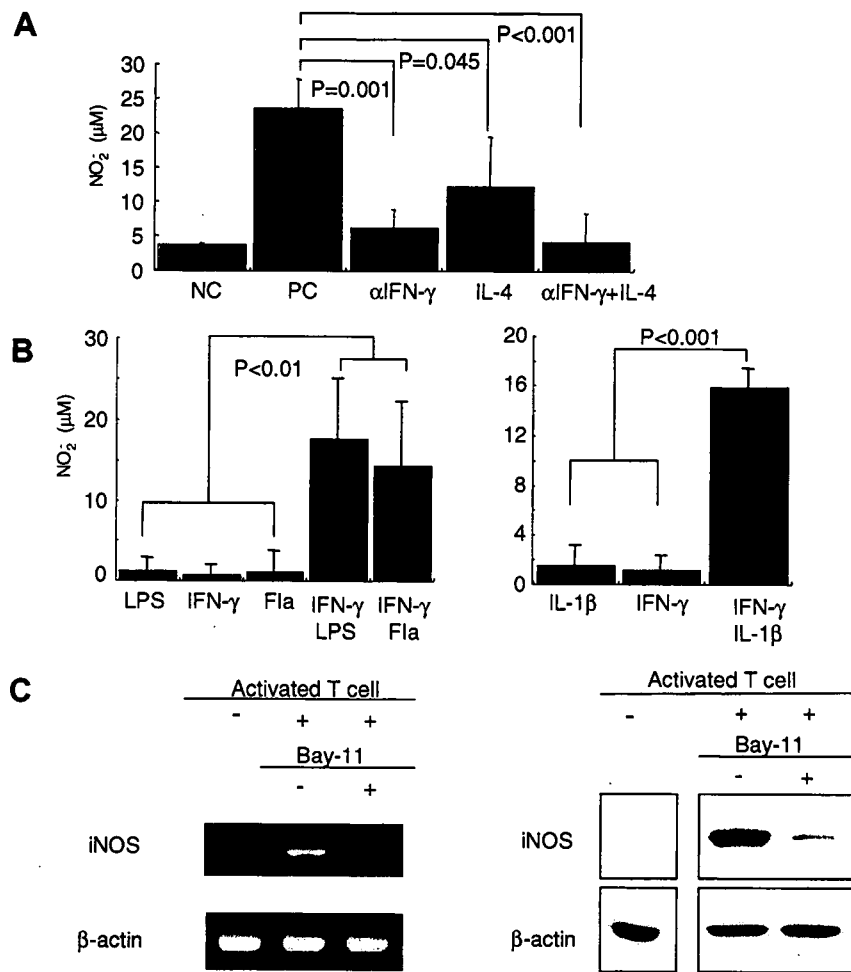 A
P<0.001
P=0.045
P=0.001
NO₂⁻ (μM)
30
25
20
15
10
5
0
NC PC αIFN-γ IL-4 αIFN-γ+IL-4
B
P<0.01
NO₂⁻ (μM)
30
20
10
0
LPS IFN-γ Fla IFN-γ LPS IFN-γ Fla
P<0.001
20
16
12
8
4
2
0
IL-1β IFN-γ IFN-γ IL-1β
C
Activated T cell
- + +
Bay-11
- +
iNOS
β-actin
Activated T cell
- + +
Bay-11
- +
iNOS
β-actin